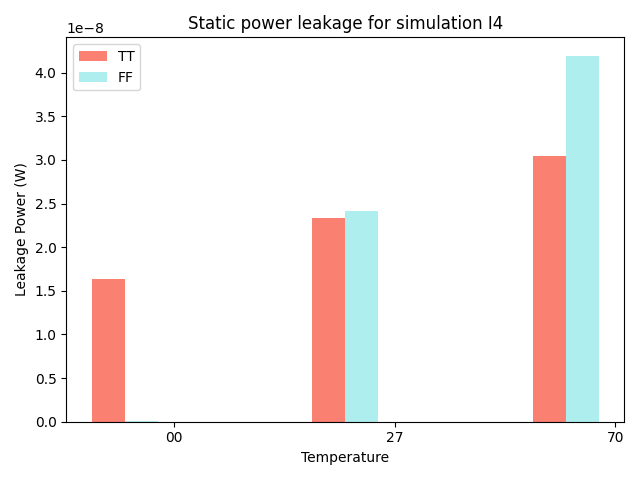 Static power leakage for simulation I4
1e−8
TT
FF
4.0
3.5
3.0
2.5
2.0
1.5
1.0
0.5
0.0
Leakage Power (W)
00 27 70
Temperature